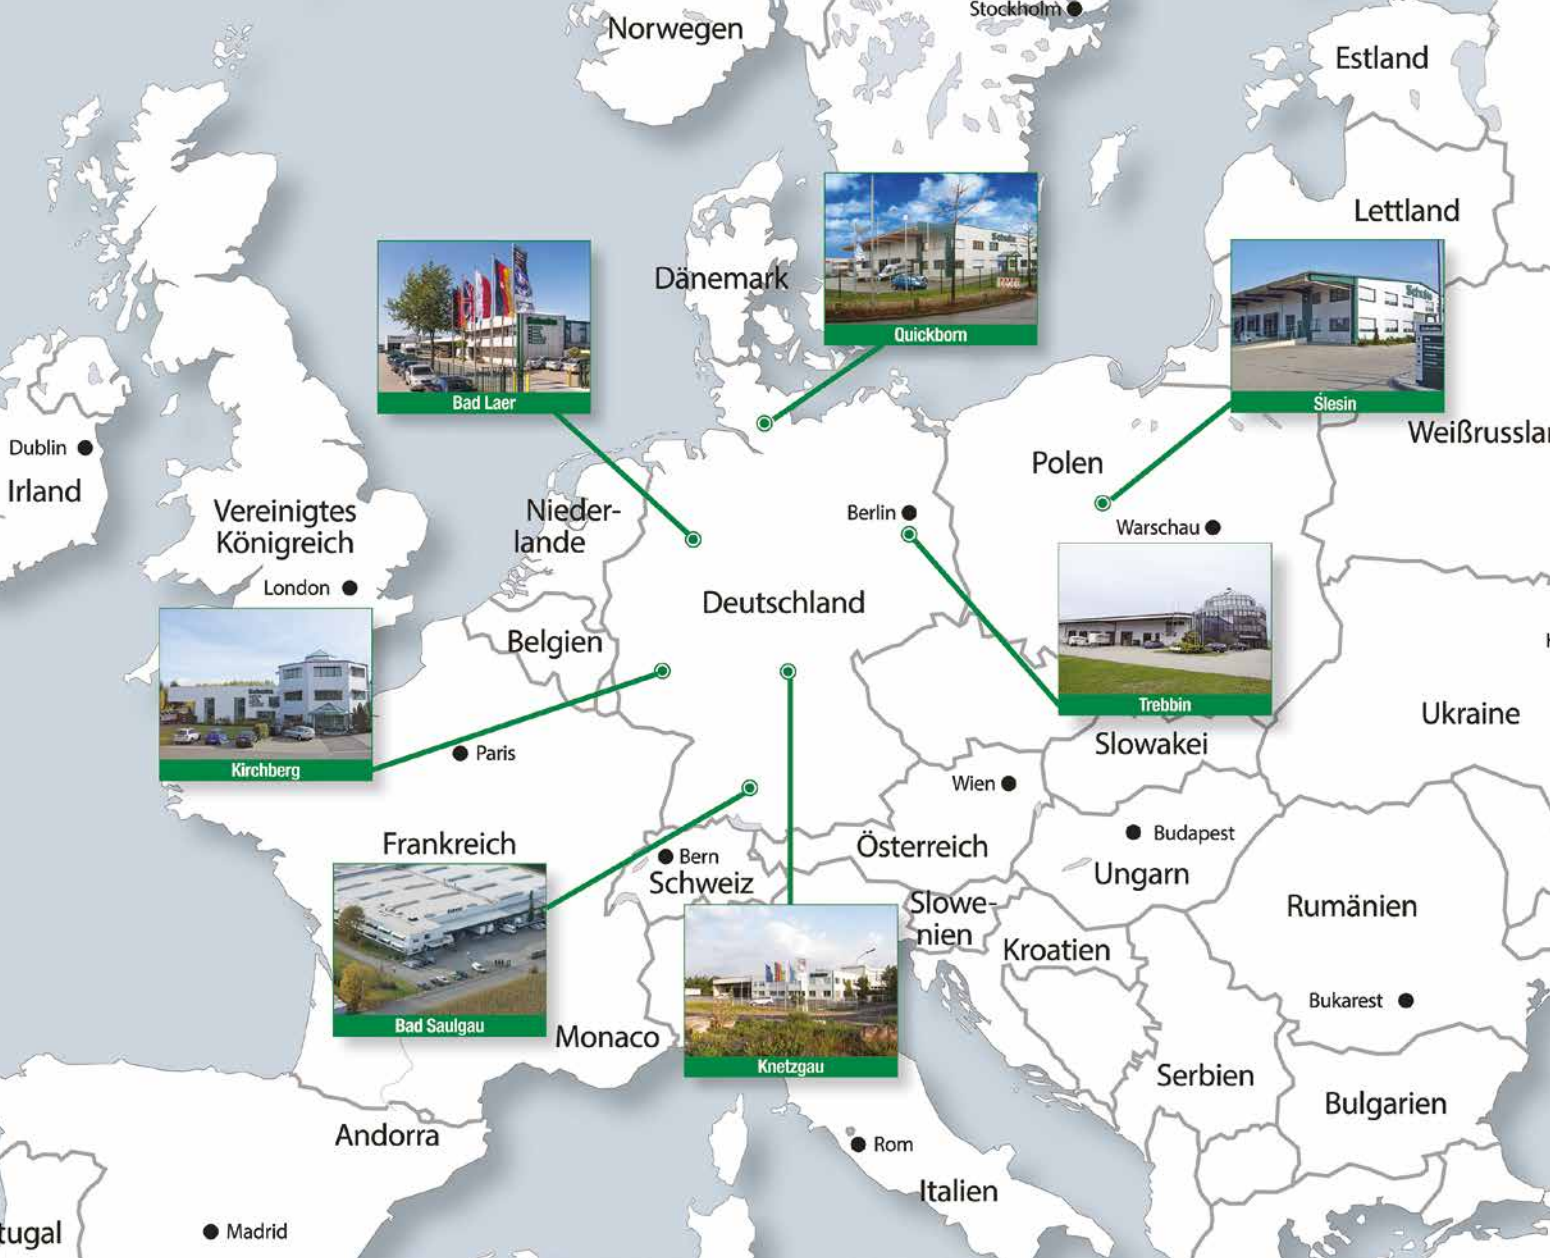 Stockholm
Norwegen
Estland
Lettland
Dänemark
Quickborn
Bad Laer
Slesin
Weißrusslan
Dublin
Irland
Polen
Vereinigtes
Königreich
Nieder-
lande
Berlin
Warschau
London
Deutschland
Belgien
Trebbin
Ukraine
Slowakei
Paris
Kirchberg
Wien
Budapest
Frankreich
Österreich
Bern
Schweiz
Ungarn
Slowe-
nien
Rumänien
Kroatien
Bukarest
Bad Saulgau
Monaco
Knetzgau
Serbien
Bulgarien
Andorra
Rom
Italien
tugal
Madrid